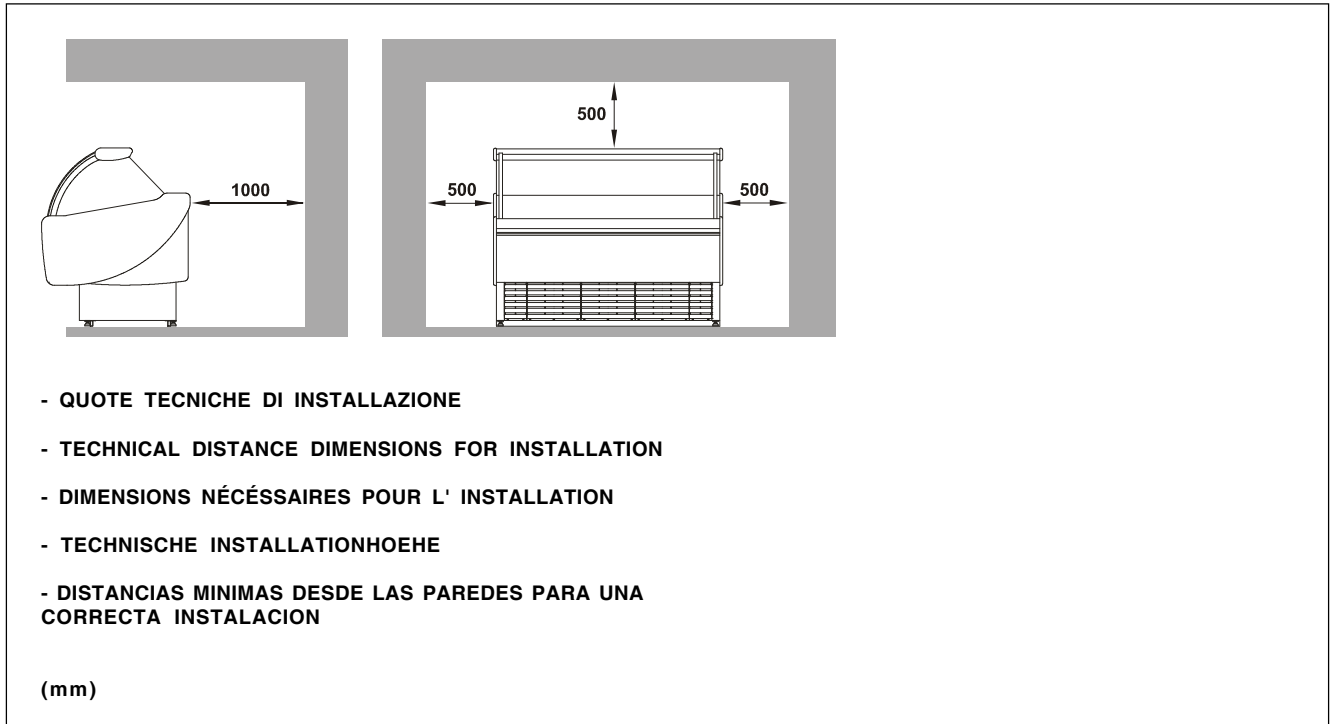 500
1000
500
500
- QUOTE TECNICHE DI INSTALLAZIONE
- TECHNICAL DISTANCE DIMENSIONS FOR INSTALLATION
- DIMENSIONS NÉCÉSSAIRES POUR L' INSTALLATION
- TECHNISCHE INSTALLATIONHOEHE
- DISTANCIAS MINIMAS DESDE LAS PAREDES PARA UNA
CORRECTA INSTALACION
(mm)